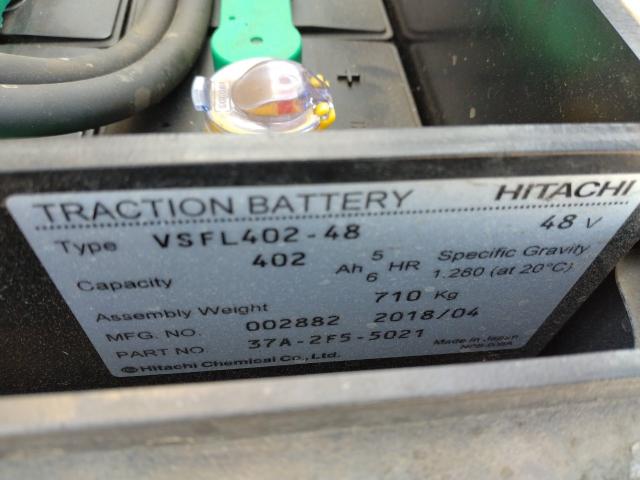 TRACTION BATTERY HITACHI
Type VSFL402-48 48 V
Capacity 402 Ah 5/6 HR Specific Gravity 1.280 (at 20°C)
Assembly Weight 710 Kg
MFG. NO. 002882 2018/04
PART NO. 37A-2F5-5021 Made in Japan
Hitachi Chemical Co., Ltd.